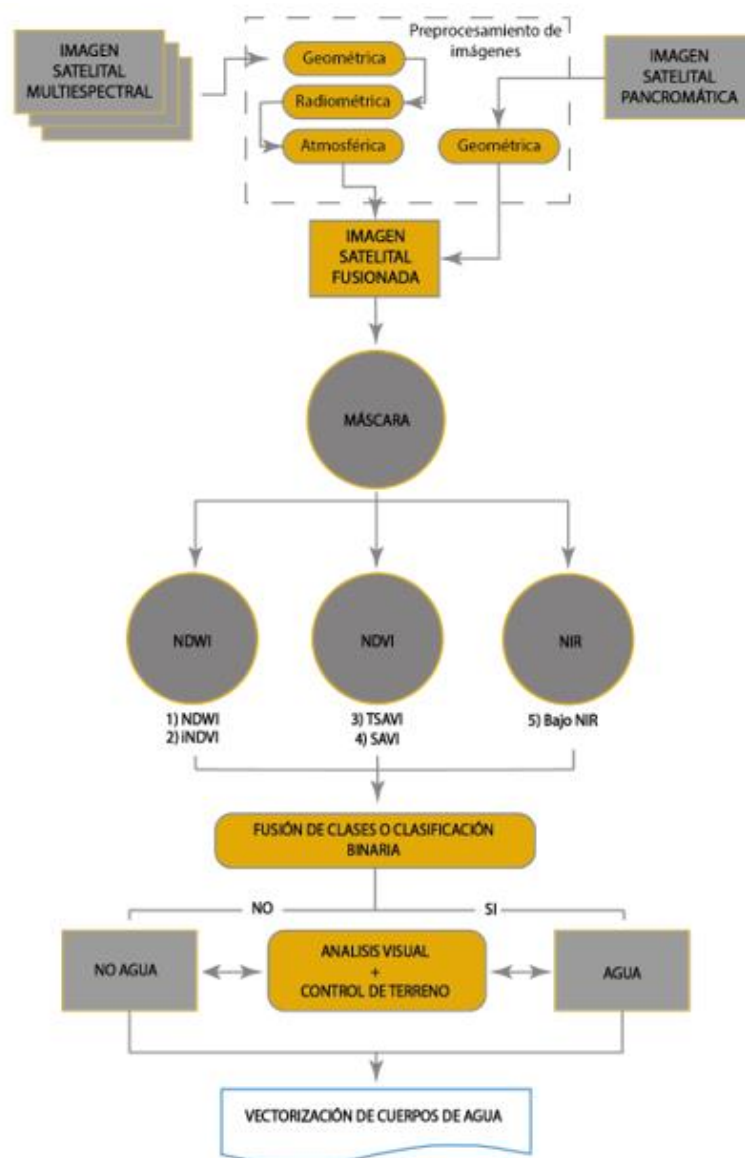 IMAGEN
SATELITAL
MULTIESPECTRAL
Preprocesamiento de
imágenes
Geométrica
Radiométrica
Atmosférica
Geométrica
IMAGEN
SATELITAL
PANCROMÁTICA
IMAGEN
SATELITAL
FUSIONADA
MÁSCARA
NDWI
NDVI
NIR
1) NDWI
2) iNDVI
3) TSAVI
4) SAVI
5) Bajo NIR
FUSIÓN DE CLASES O CLASIFICACIÓN
BINARIA
NO
SI
NO AGUA
ANALISIS VISUAL
+
CONTROL DE TERRENO
AGUA
VECTORIZACIÓN DE CUERPOS DE AGUA